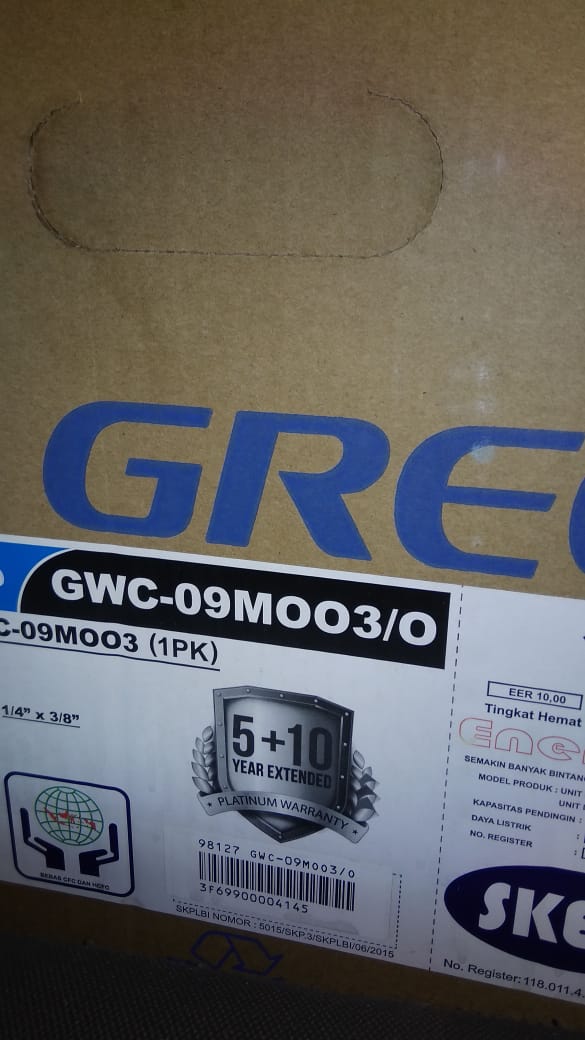 GREE
GWC-09MOO3/O
C-09MOO3 (1PK)
1/4" x 3/8"
5+10
YEAR EXTENDED
PLATINUM WARRANTY
BEBAS CFC DAN HCFC
98127 GWC-09MOO3/O
3F69900004145
SKPLBI NOMOR : 5015/SKP.3/SKPLBI/06/2015
EER 10,00
Tingkat Hemat
Ene
SEMAKIN BANYAK BINTANG
MODEL PRODUK : UNIT
UNIT
KAPASITAS PENDINGIN :
DAYA LISTRIK :
NO. REGISTER :
SKE
No. Register: 118.011.4.